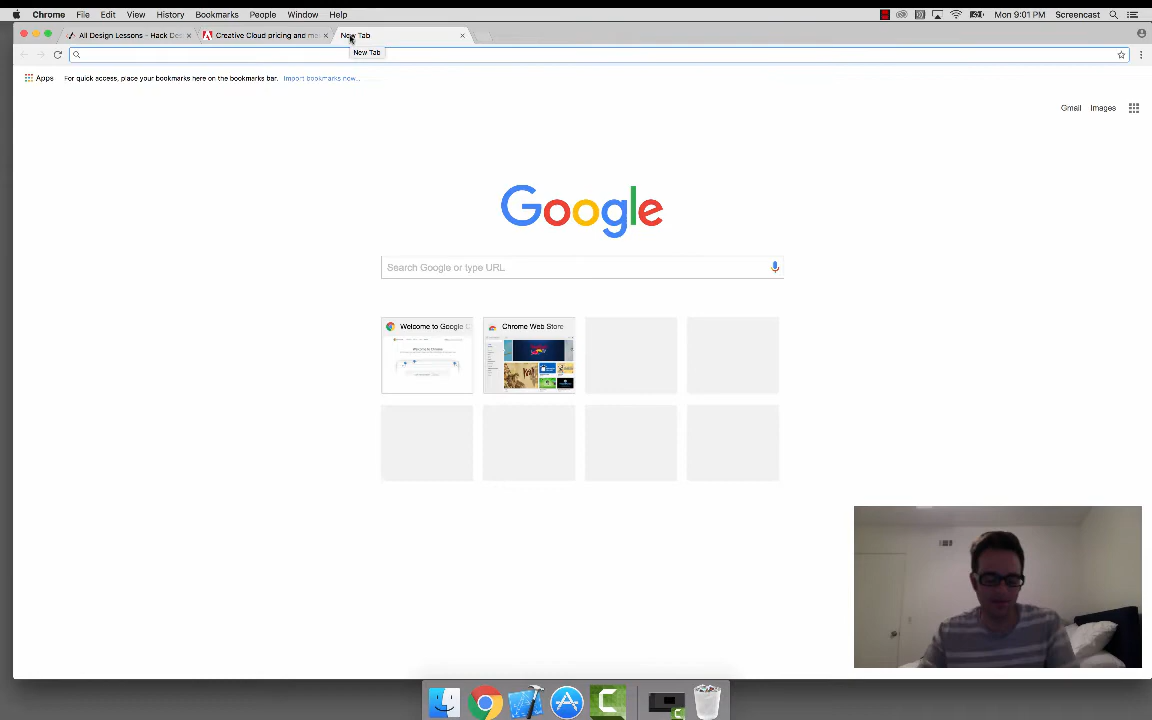 Chrome File Edit View History Bookmarks People Window Help Mon 9:01 PM Screencast
All Design Lessons - Hack Des Creative Cloud pricing and mo New Tab
New Tab
Apps For quick access, place your bookmarks here on the bookmarks bar. Import bookmarks now...
Gmail Images
Google
Search Google or type URL
Welcome to Google C Chrome Web Store